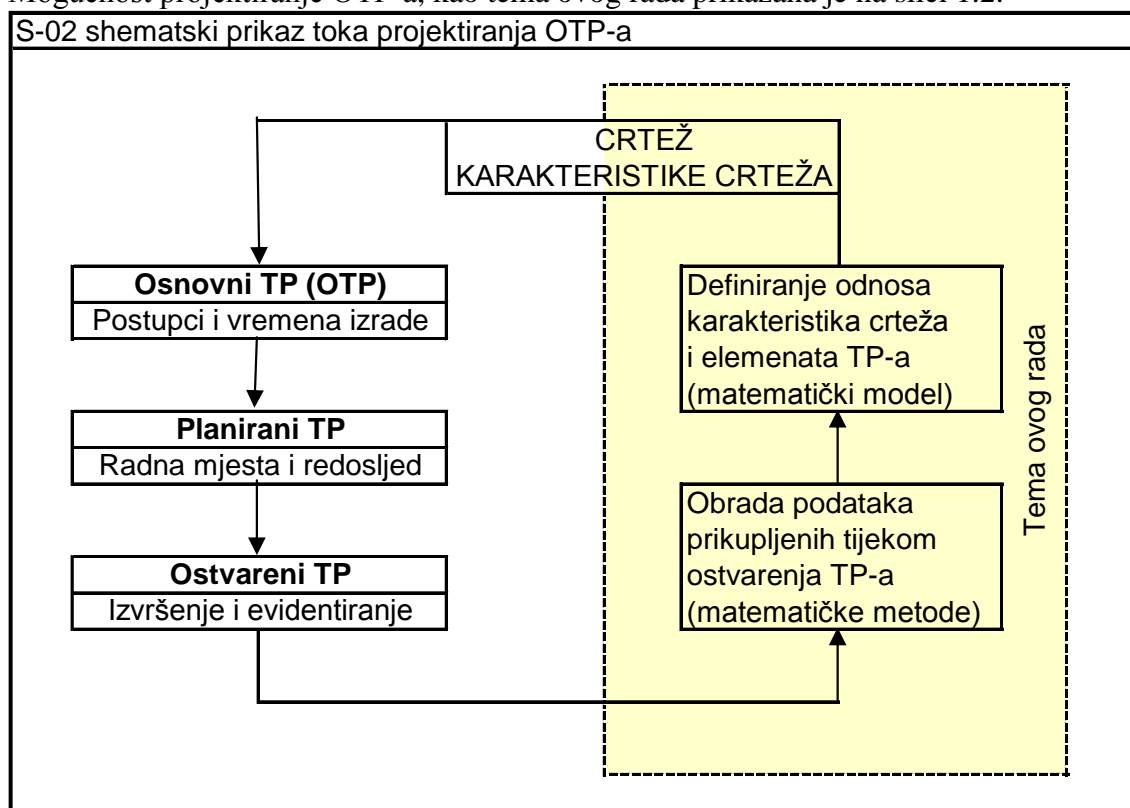 Mogućnost projektiranje OTP-a, kao tema ovog rada prikazana je na slici 1.2.
S-02 shematski prikaz toka projektiranja OTP-a
CRTEŽ
KARAKTERISTIKE CRTEŽA
Osnovni TP (OTP)
Postupci i vremena izrade
Planirani TP
Radna mjesta i redosljed
Ostvareni TP
Izvršenje i evidentiranje
Definiranje odnosa
karakteristika crteža
i elemenata TP-a
(matematički model)
Obrada podataka
prikupljenih tijekom
ostvarenja TP-a
(matematičke metode)
Tema ovog rada